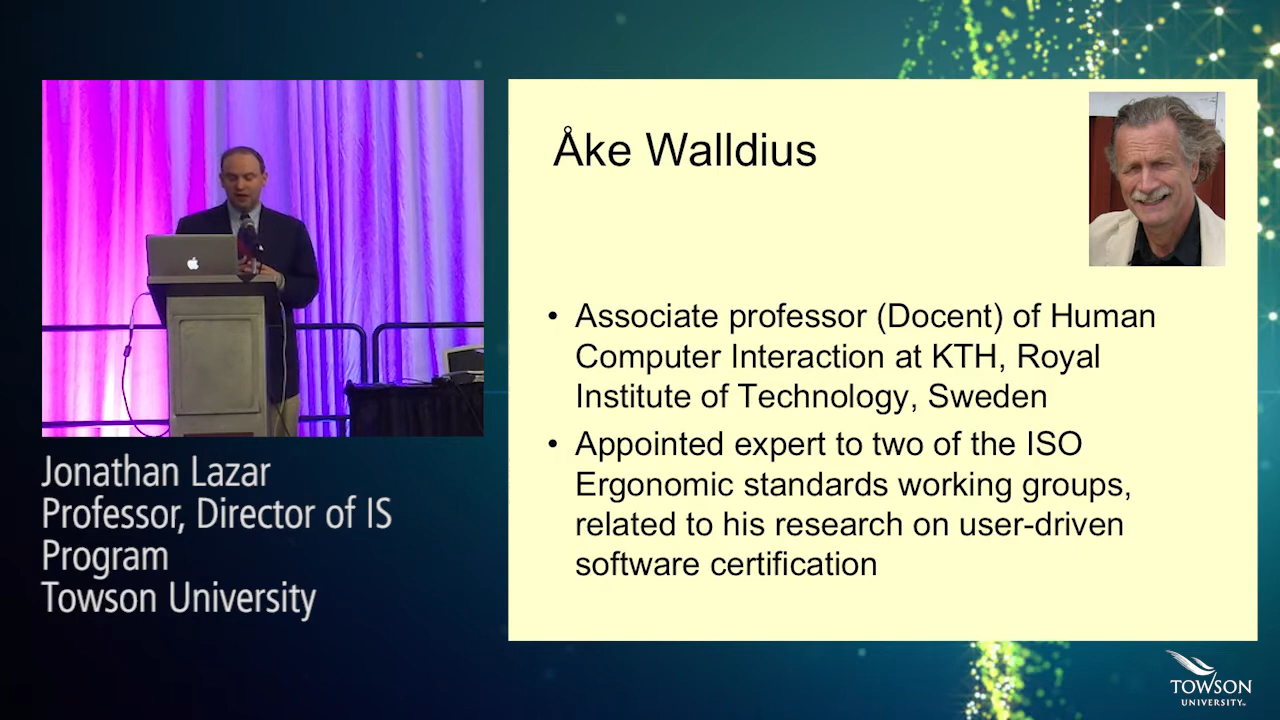 Åke Walldius
• Associate professor (Docent) of Human
Computer Interaction at KTH, Royal
Institute of Technology, Sweden
• Appointed expert to two of the ISO
Ergonomic standards working groups,
related to his research on user-driven
software certification
Jonathan Lazar
Professor, Director of IS
Program
Towson University
TOWSON
UNIVERSITY